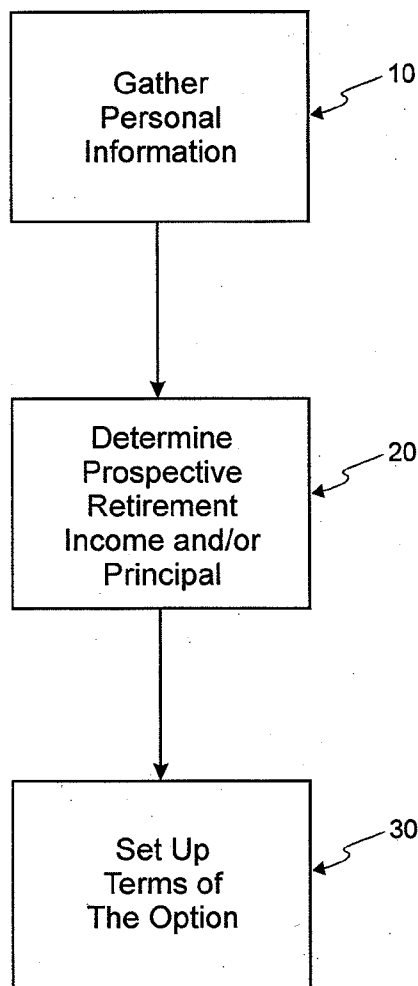 Gather
Personal
Information
10
Determine
Prospective
Retirement
Income and/or
Principal
20
Set Up
Terms of
The Option
30